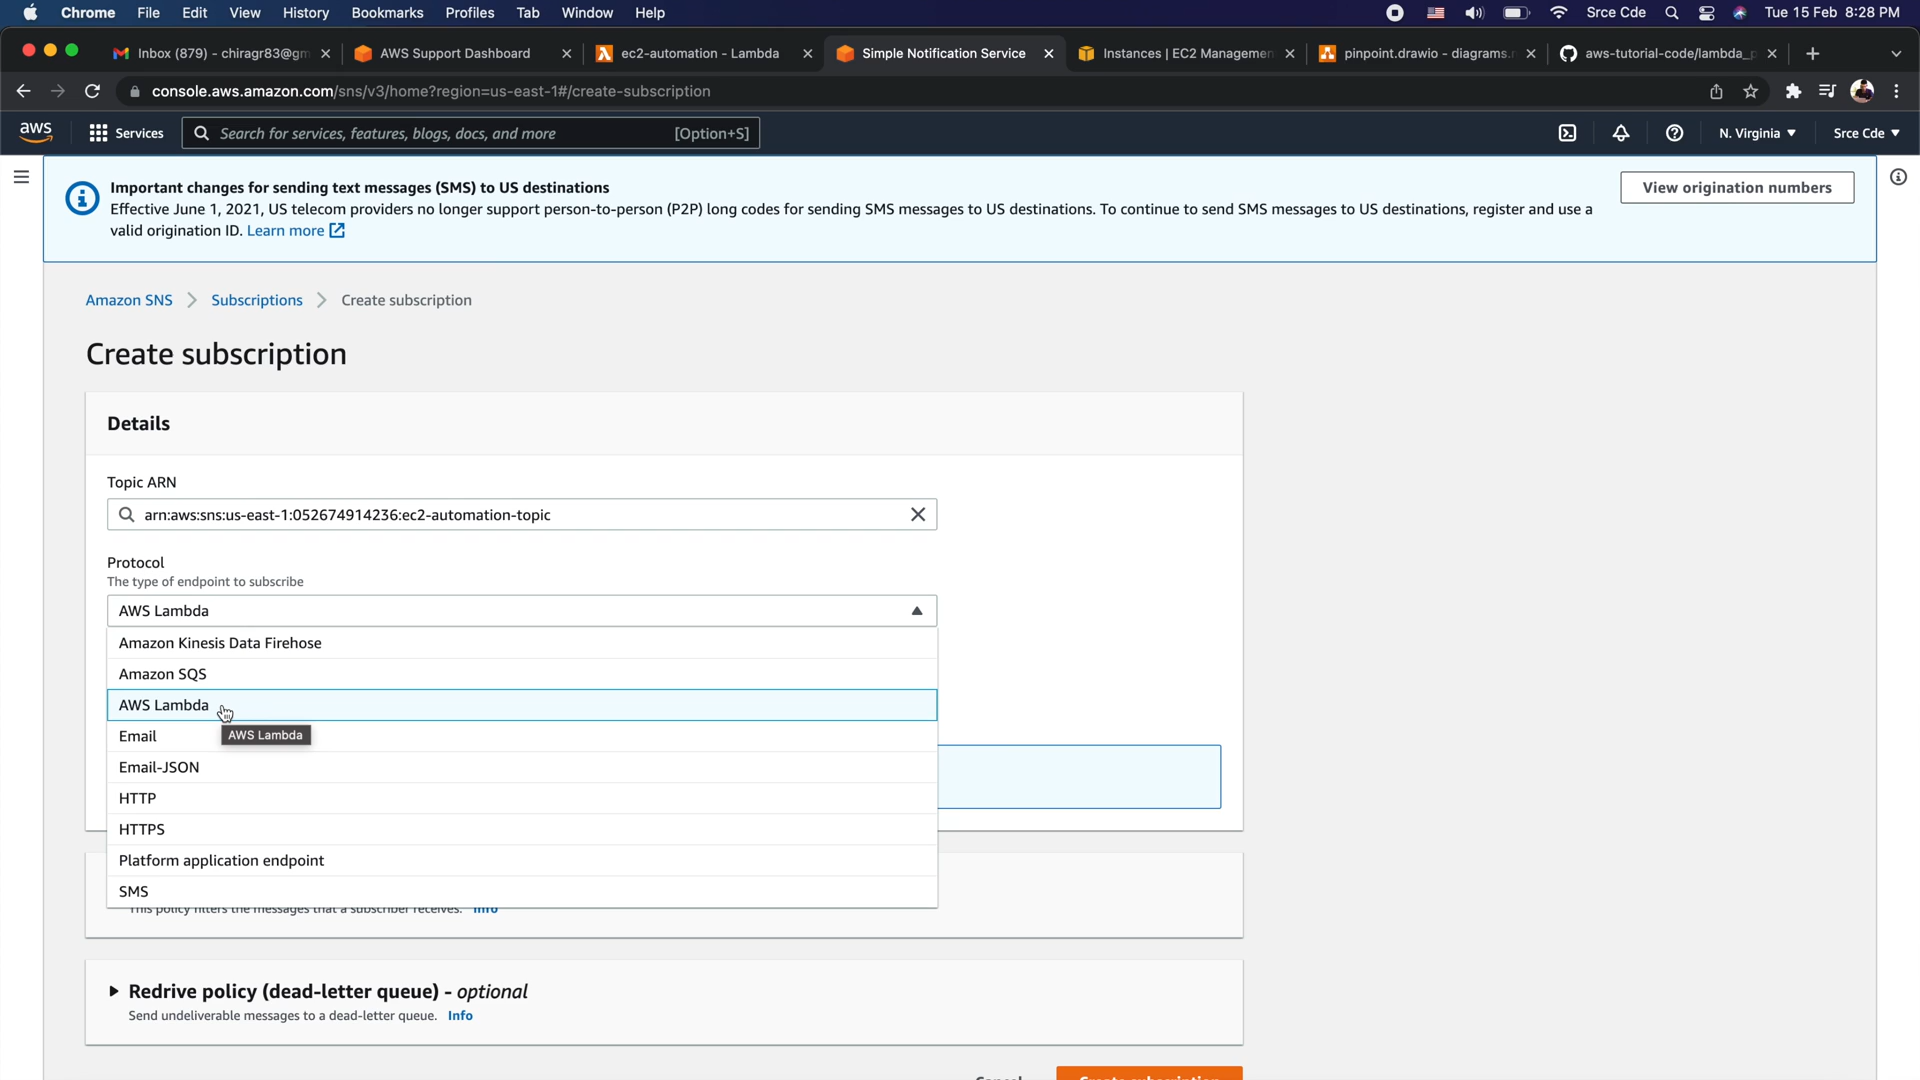 Chrome File Edit View History Bookmarks Profiles Tab Window Help Srce Cde Tue 15 Feb 8:28 PM
Inbox (879) - chiragr83@gm AWS Support Dashboard ec2-automation - Lambda Simple Notification Service Instances | EC2 Managemen pinpoint.drawio - diagrams.n aws-tutorial-code/lambda_p
console.aws.amazon.com/sns/v3/home?region=us-east-1#/create-subscription
aws Services Search for services, features, blogs, docs, and more [Option+S] N. Virginia Srce Cde
Important changes for sending text messages (SMS) to US destinations
View origination numbers
Effective June 1, 2021, US telecom providers no longer support person-to-person (P2P) long codes for sending SMS messages to US destinations. To continue to send SMS messages to US destinations, register and use a
valid origination ID. Learn more
Amazon SNS Subscriptions Create subscription
Create subscription
Details
Topic ARN
arn:aws:sns:us-east-1:052674914236:ec2-automation-topic
Protocol
The type of endpoint to subscribe
AWS Lambda
Amazon Kinesis Data Firehose
Amazon SQS
AWS Lambda
Email
AWS Lambda
Email-JSON
HTTP
HTTPS
Platform application endpoint
SMS
This policy filters the messages that a subscriber receives. Info
Redrive policy (dead-letter queue) - optional
Send undeliverable messages to a dead-letter queue. Info
Cancel Create subscription